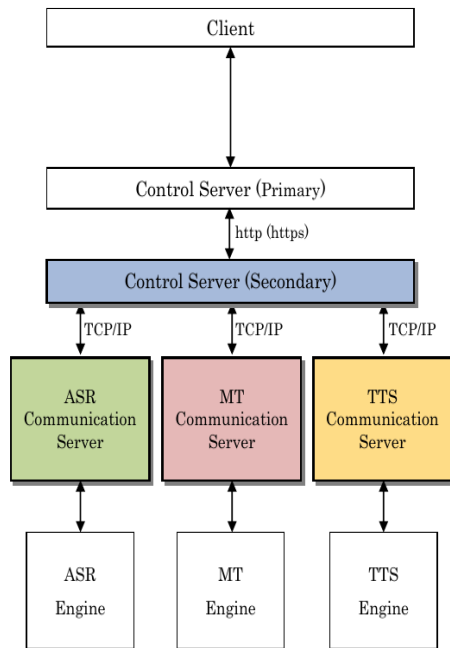 Client
Control Server (Primary)
http (https)
Control Server (Secondary)
TCP/IP
TCP/IP
TCP/IP
ASR
Communication
Server
MT
Communication
Server
TTS
Communication
Server
ASR
Engine
MT
Engine
TTS
Engine